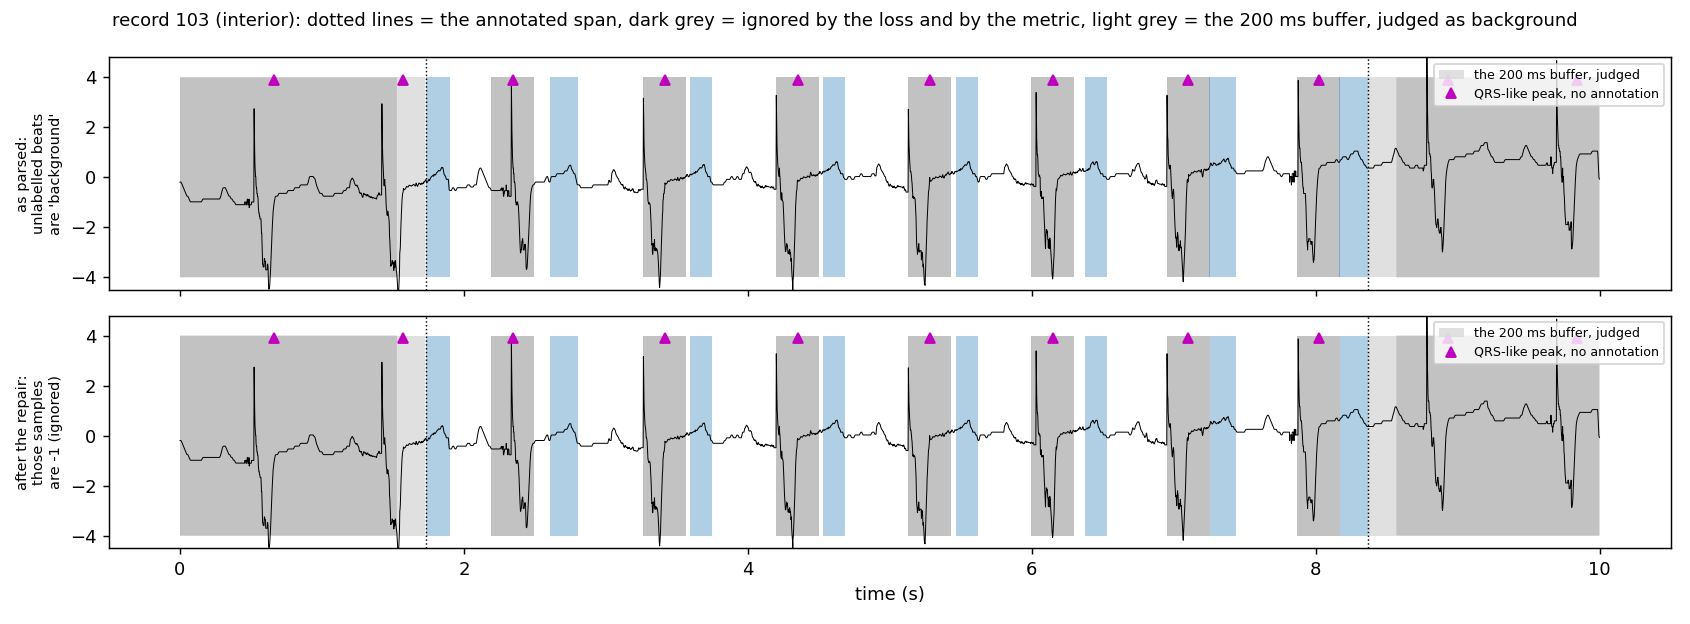 record 103 (interior): dotted lines = the annotated span, dark grey = ignored by the loss and by the metric, light grey = the 200 ms buffer, judged as background
as parsed:
unlabelled beats
are 'background'
4
2
0
−2
−4
the 200 ms buffer, judged
QRS-like peak, no annotation
after the repair:
those samples
are -1 (ignored)
4
2
0
−2
−4
the 200 ms buffer, judged
QRS-like peak, no annotation
0
2
4
6
8
10
time (s)